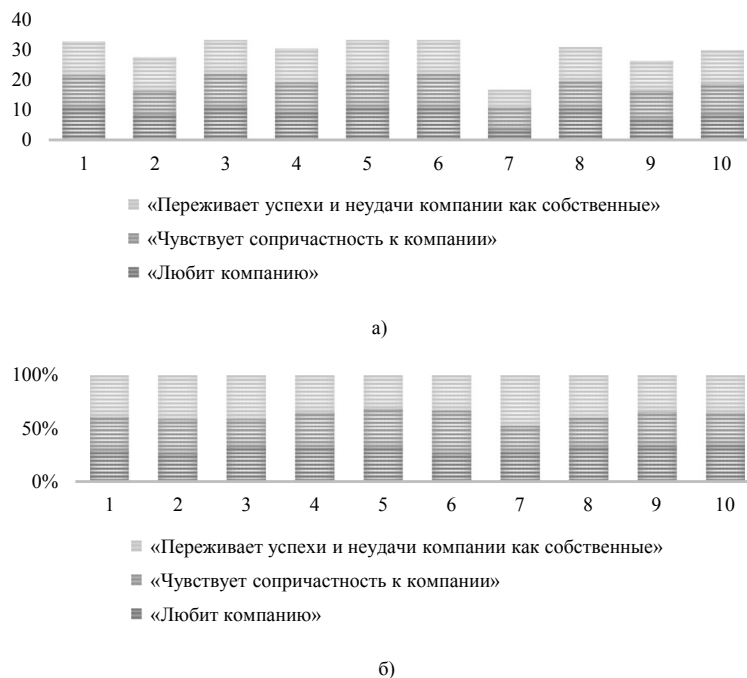 40
30
20
10
0
1 2 3 4 5 6 7 8 9 10
«Переживает успехи и неудачи компании как собственные»
«Чувствует сопричастность к компании»
«Любит компанию»
а)
100%
50%
0%
1 2 3 4 5 6 7 8 9 10
«Переживает успехи и неудачи компании как собственные»
«Чувствует сопричастность к компании»
«Любит компанию»
б)